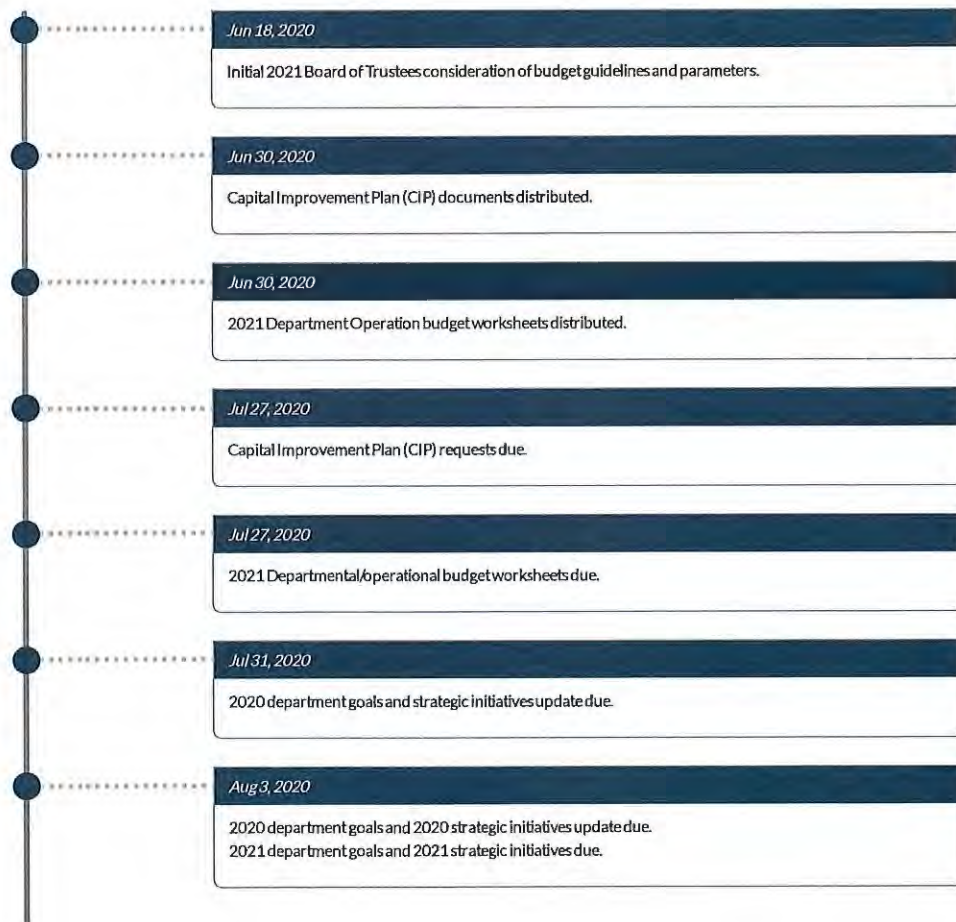 Jun 18, 2020
Initial 2021 Board of Trustees consideration of budget guidelines and parameters.
Jun 30, 2020
Capital Improvement Plan (CIP) documents distributed.
Jun 30, 2020
2021 Department Operation budget worksheets distributed.
Jul 27, 2020
Capital Improvement Plan (CIP) requests due.
Jul 27, 2020
2021 Departmental/operational budget worksheets due.
Jul 31, 2020
2020 department goals and strategic initiatives update due.
Aug 3, 2020
2020 department goals and 2020 strategic initiatives update due.
2021 department goals and 2021 strategic initiatives due.